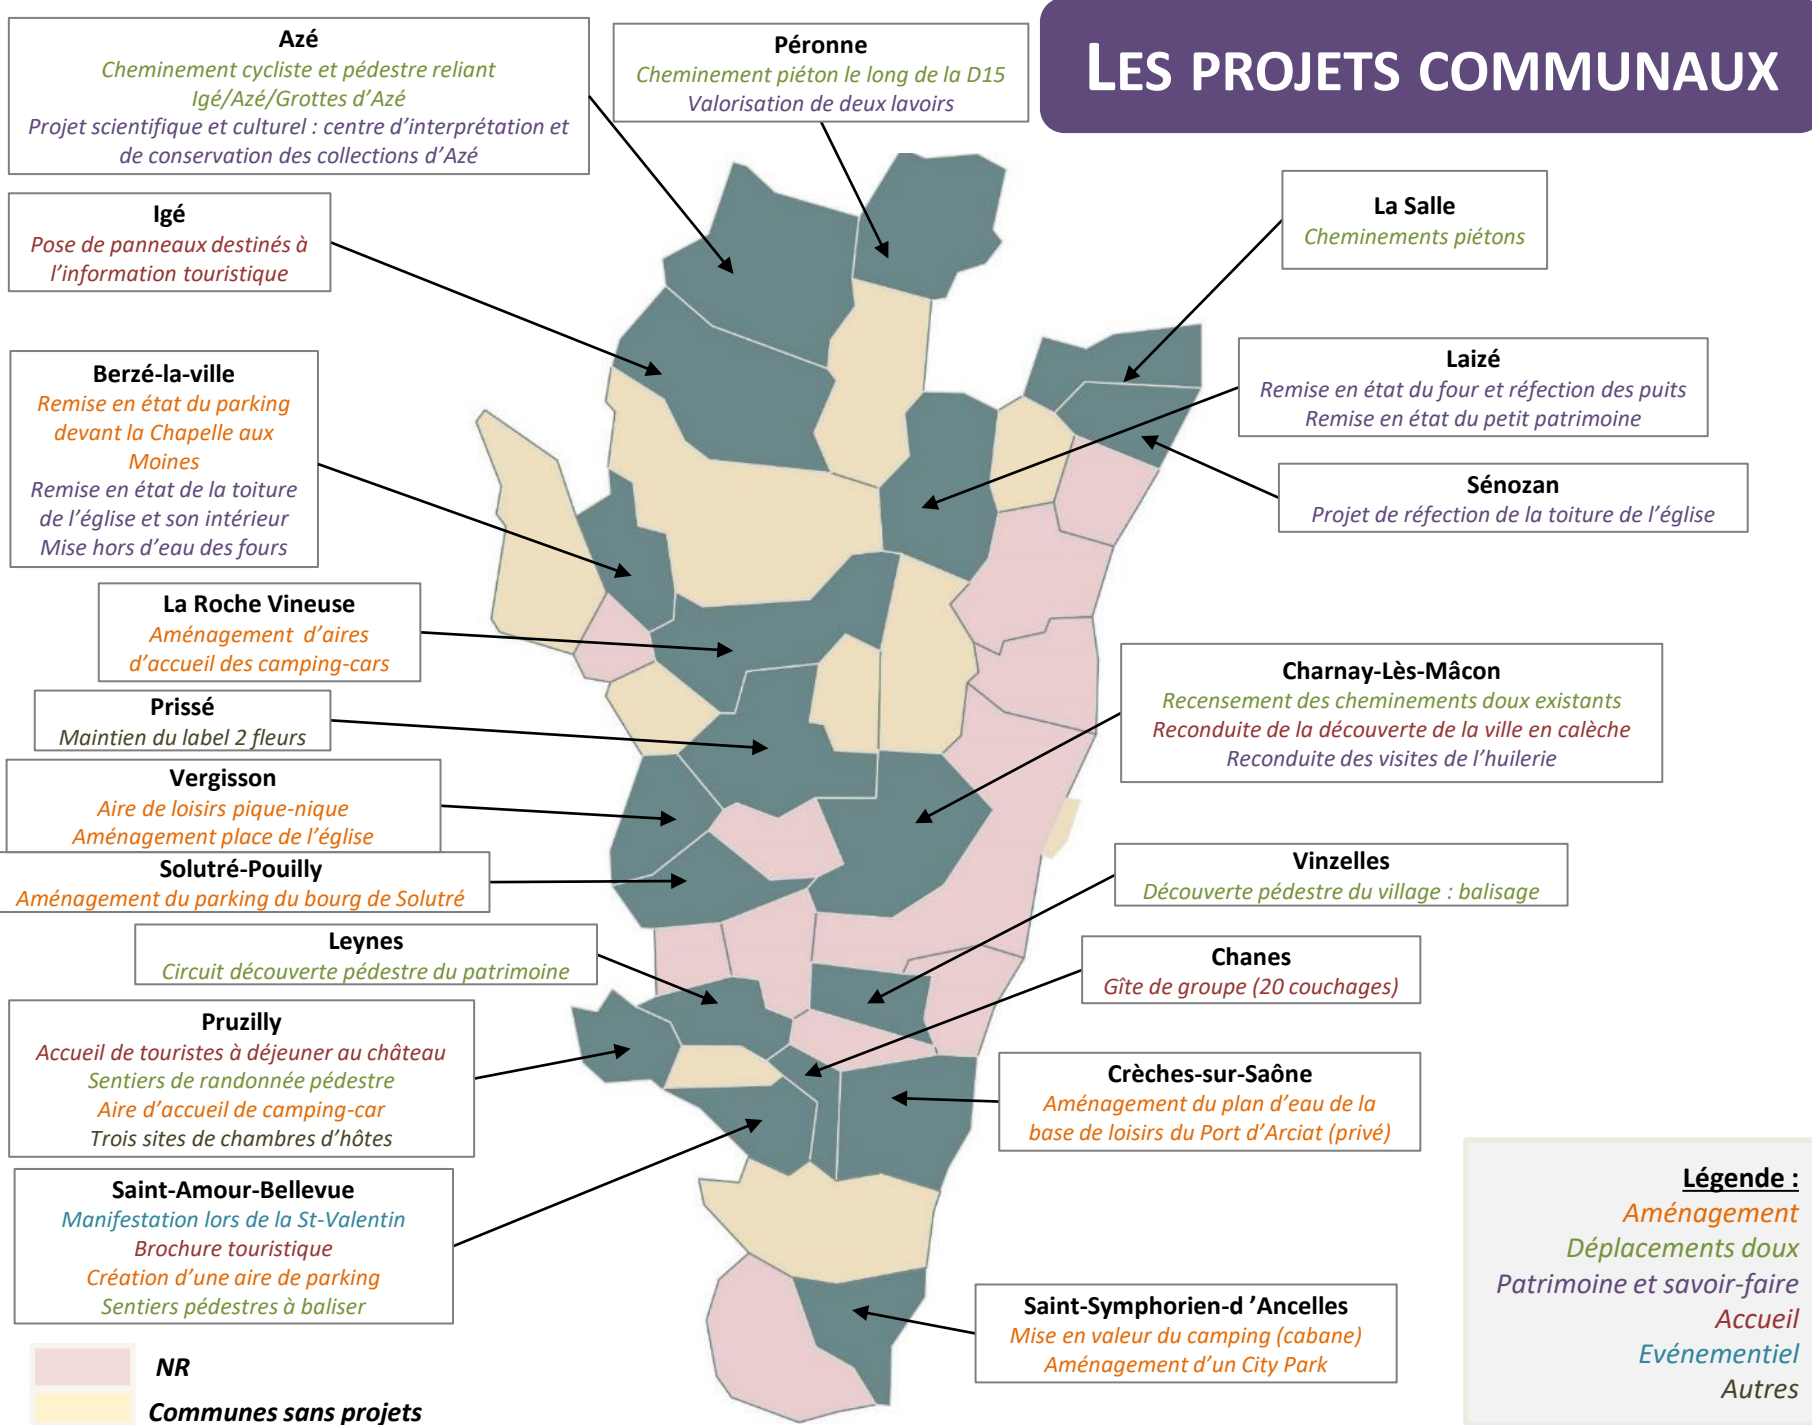 LES PROJETS COMMUNAUX
Azé
Cheminement cycliste et pédestre reliant
Igé/Azé/Grottes d’Azé
Projet scientifique et culturel : centre d’interprétation et
de conservation des collections d’Azé
Péronne
Cheminement piéton le long de la D15
Valorisation de deux lavoirs
Igé
Pose de panneaux destinés à
l’information touristique
La Salle
Cheminements piétons
Berzé-la-ville
Remise en état du parking
devant la Chapelle aux
Moines
Remise en état de la toiture
de l’église et son intérieur
Mise hors d’eau des fours
Laizé
Remise en état du four et réfection des puits
Remise en état du petit patrimoine
Sénozan
Projet de réfection de la toiture de l’église
La Roche Vineuse
Aménagement d’aires
d’accueil des camping-cars
Charnay-Lès-Mâcon
Recensement des cheminements doux existants
Reconduite de la découverte de la ville en calèche
Reconduite des visites de l’huilerie
Prissé
Maintien du label 2 fleurs
Vergisson
Aire de loisirs pique-nique
Aménagement place de l’église
Solutré-Pouilly
Aménagement du parking du bourg de Solutré
Vinzelles
Découverte pédestre du village : balisage
Leynes
Circuit découverte pédestre du patrimoine
Chanes
Gîte de groupe (20 couchages)
Pruzilly
Accueil de touristes à déjeuner au château
Sentiers de randonnée pédestre
Aire d’accueil de camping-car
Trois sites de chambres d’hôtes
Crèches-sur-Saône
Aménagement du plan d’eau de la
base de loisirs du Port d’Arciat (privé)
Saint-Amour-Bellevue
Manifestation lors de la St-Valentin
Brochure touristique
Création d’une aire de parking
Sentiers pédestres à baliser
Saint-Symphorien-d ’Ancelles
Mise en valeur du camping (cabane)
Aménagement d’un City Park
Légende :
Aménagement
Déplacements doux
Patrimoine et savoir-faire
Accueil
Evénementiel
Autres
NR
Communes sans projets